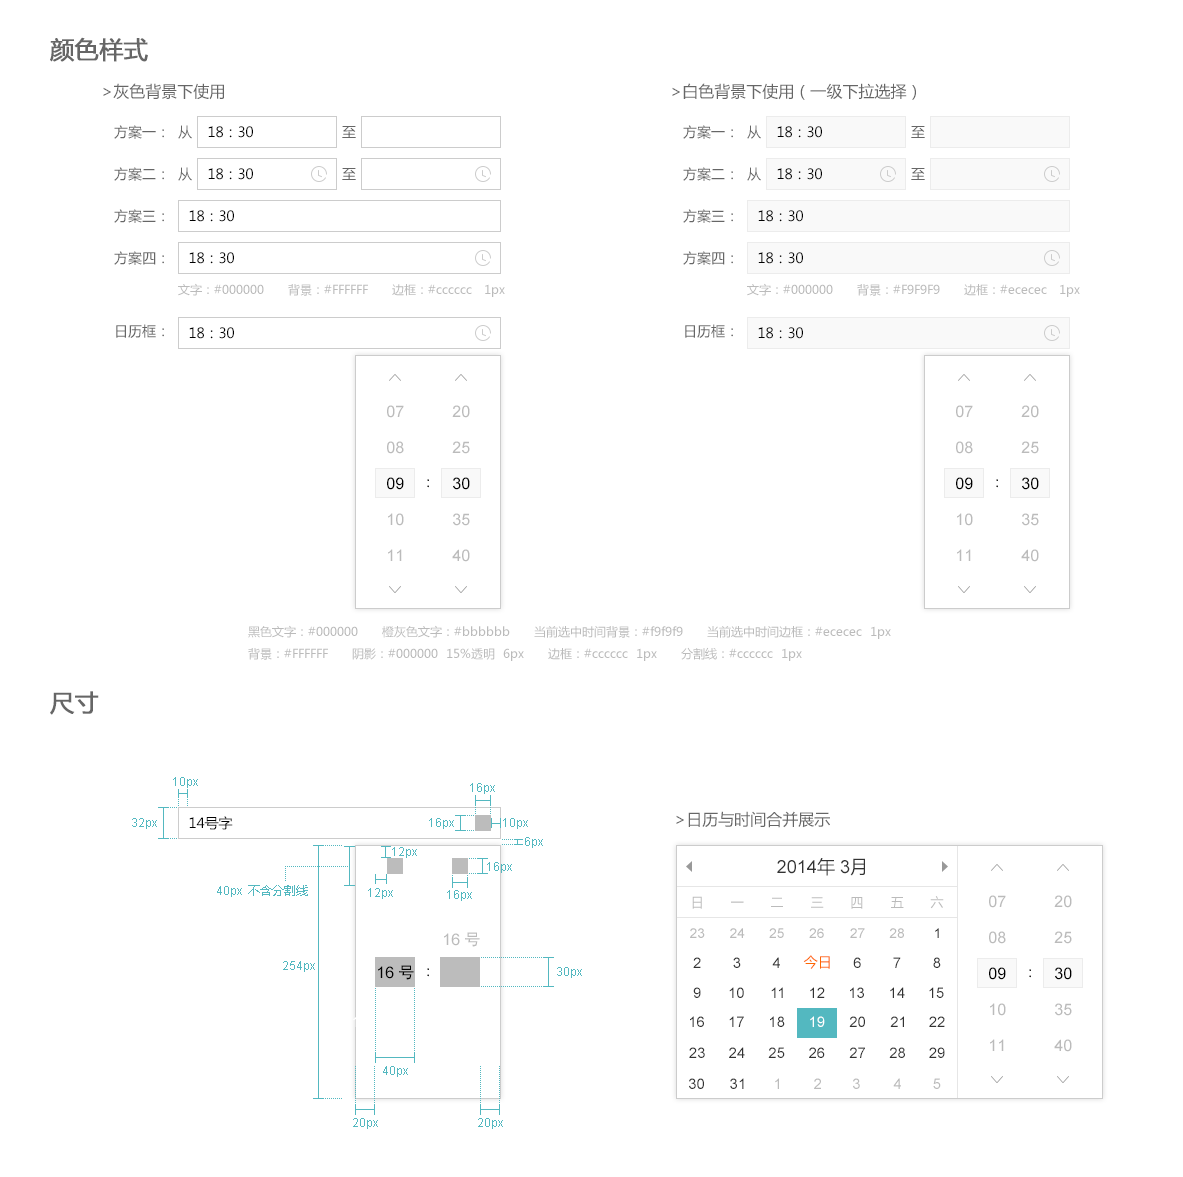 颜色样式
>灰色背景下使用
方案一： 从 18 : 30 至
方案二： 从 18 : 30 至
方案三： 18 : 30
方案四： 18 : 30
文字：#000000 背景：#FFFFFF 边框：#cccccc 1px
日历框： 18 : 30
07 20
08 25
09 : 30
10 35
11 40
>白色背景下使用（一级下拉选择）
方案一： 从 18 : 30 至
方案二： 从 18 : 30 至
方案三： 18 : 30
方案四： 18 : 30
文字：#000000 背景：#F9F9F9 边框：#ececec 1px
日历框： 18 : 30
07 20
08 25
09 : 30
10 35
11 40
黑色文字：#000000 橙灰色文字：#bbbbbb 当前选中时间背景：#f9f9f9 当前选中时间边框：#ececec 1px
背景：#FFFFFF 阴影：#000000 15%透明 6px 边框：#cccccc 1px 分割线：#cccccc 1px
尺寸
10px
16px
32px 14号字 16px 10px
6px
12px
16px
40px 不含分割线 12px 16px
16 号
254px
16 号 : 30px
40px
20px 20px
>日历与时间合并展示
2014年 3月
日 一 二 三 四 五 六
23 24 25 26 27 28 1
2 3 4 今日 6 7 8
9 10 11 12 13 14 15
16 17 18 19 20 21 22
23 24 25 26 27 28 29
30 31 1 2 3 4 5
07 20
08 25
09 : 30
10 35
11 40